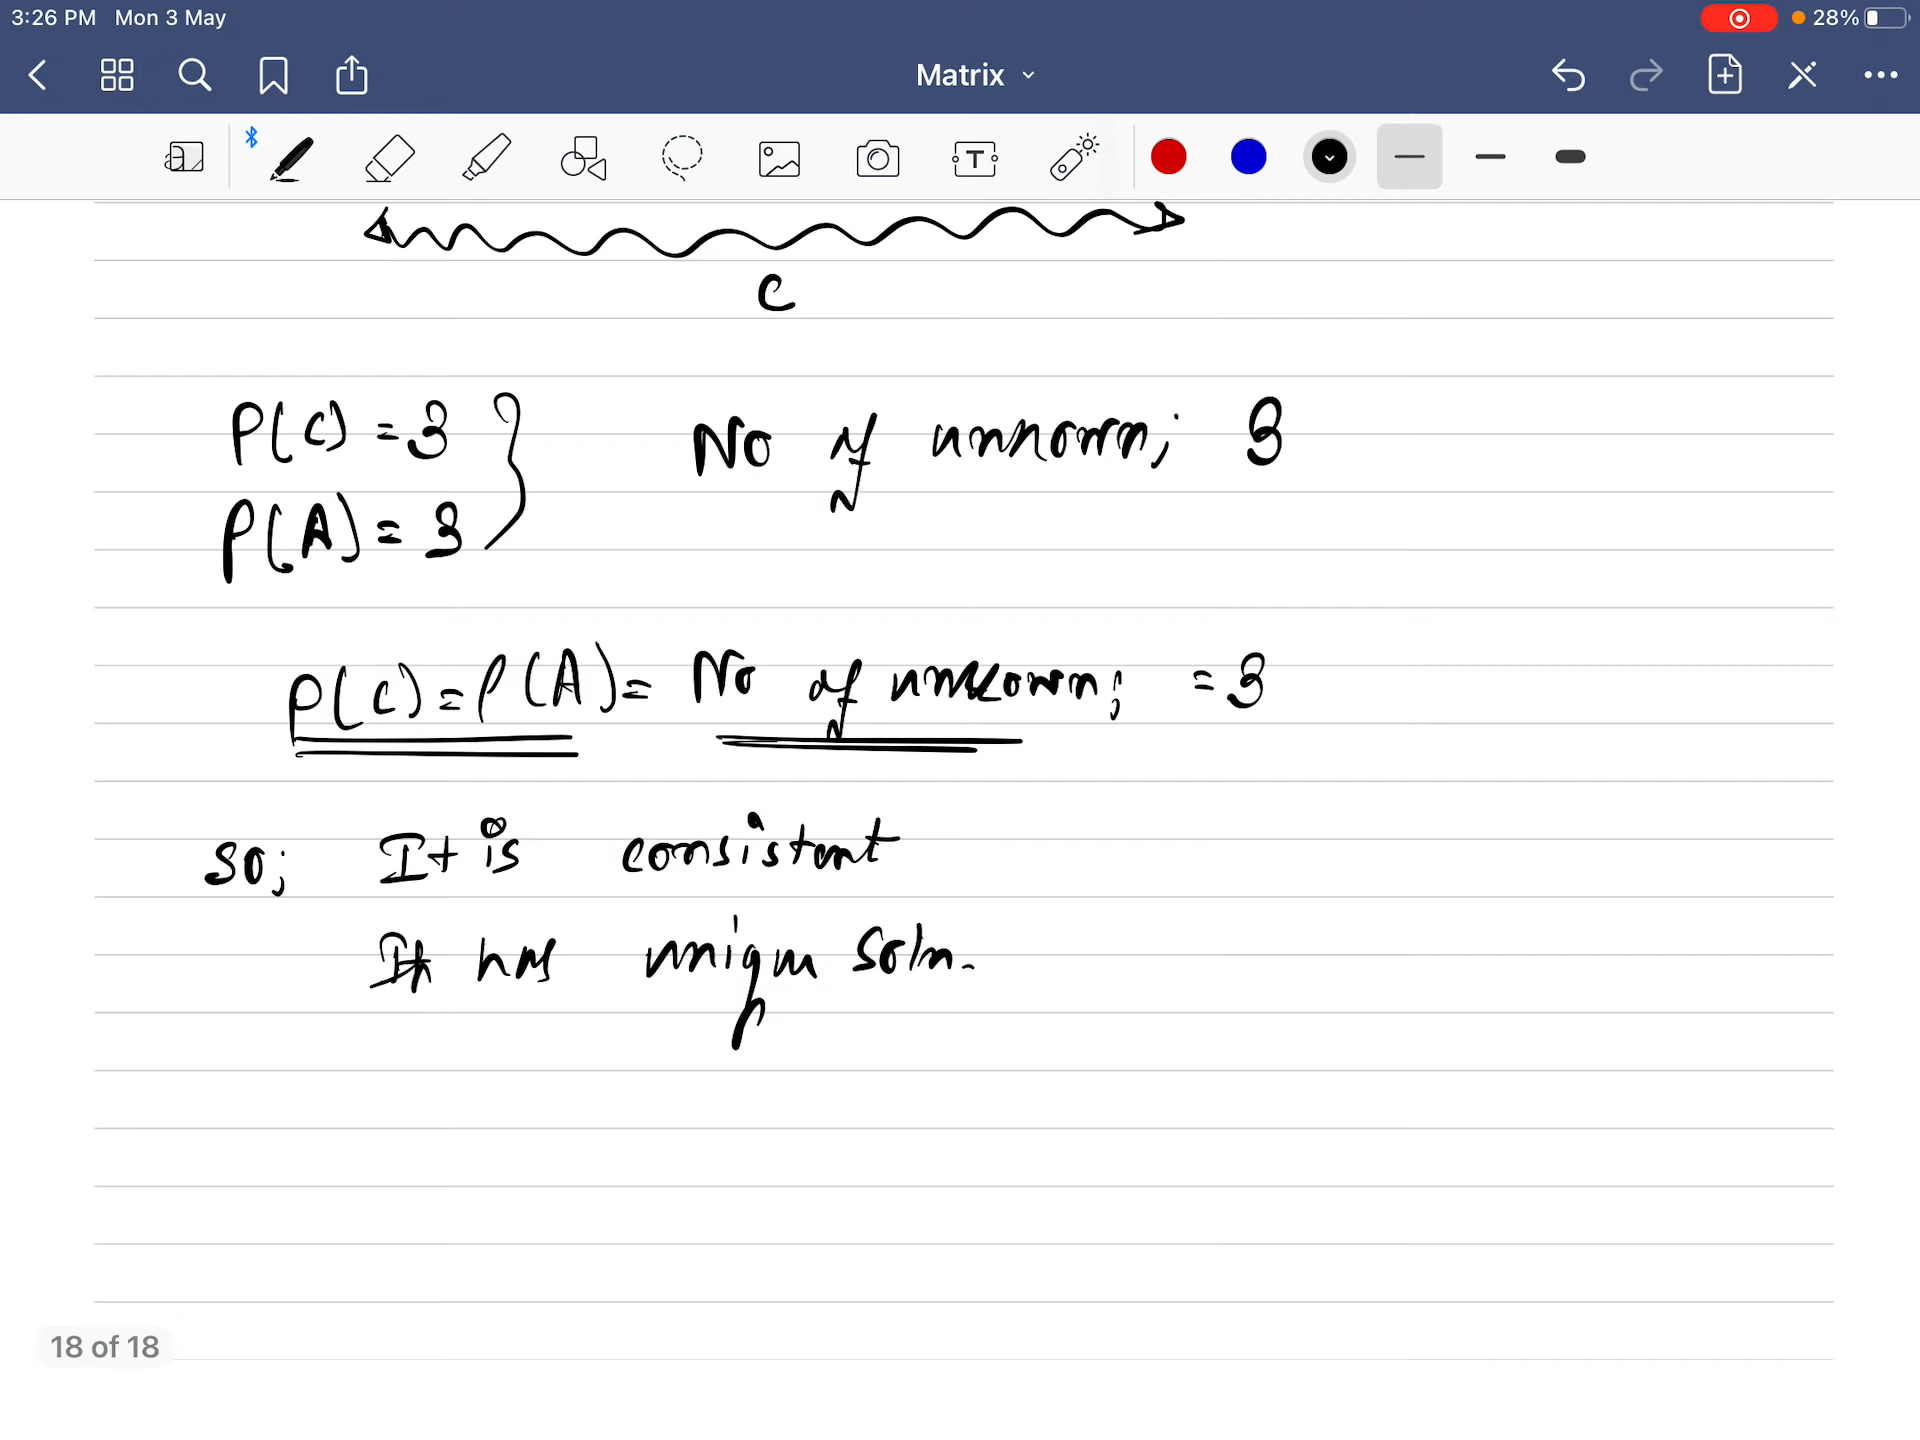 3:26 PM Mon 3 May 28%
Matrix
C
ρ(C) = 3
No of unknown; 3
ρ(A) = 3
ρ(C) = ρ(A) = No of unknown; = 3
so; It is consistent
It has unique soln.
18 of 18